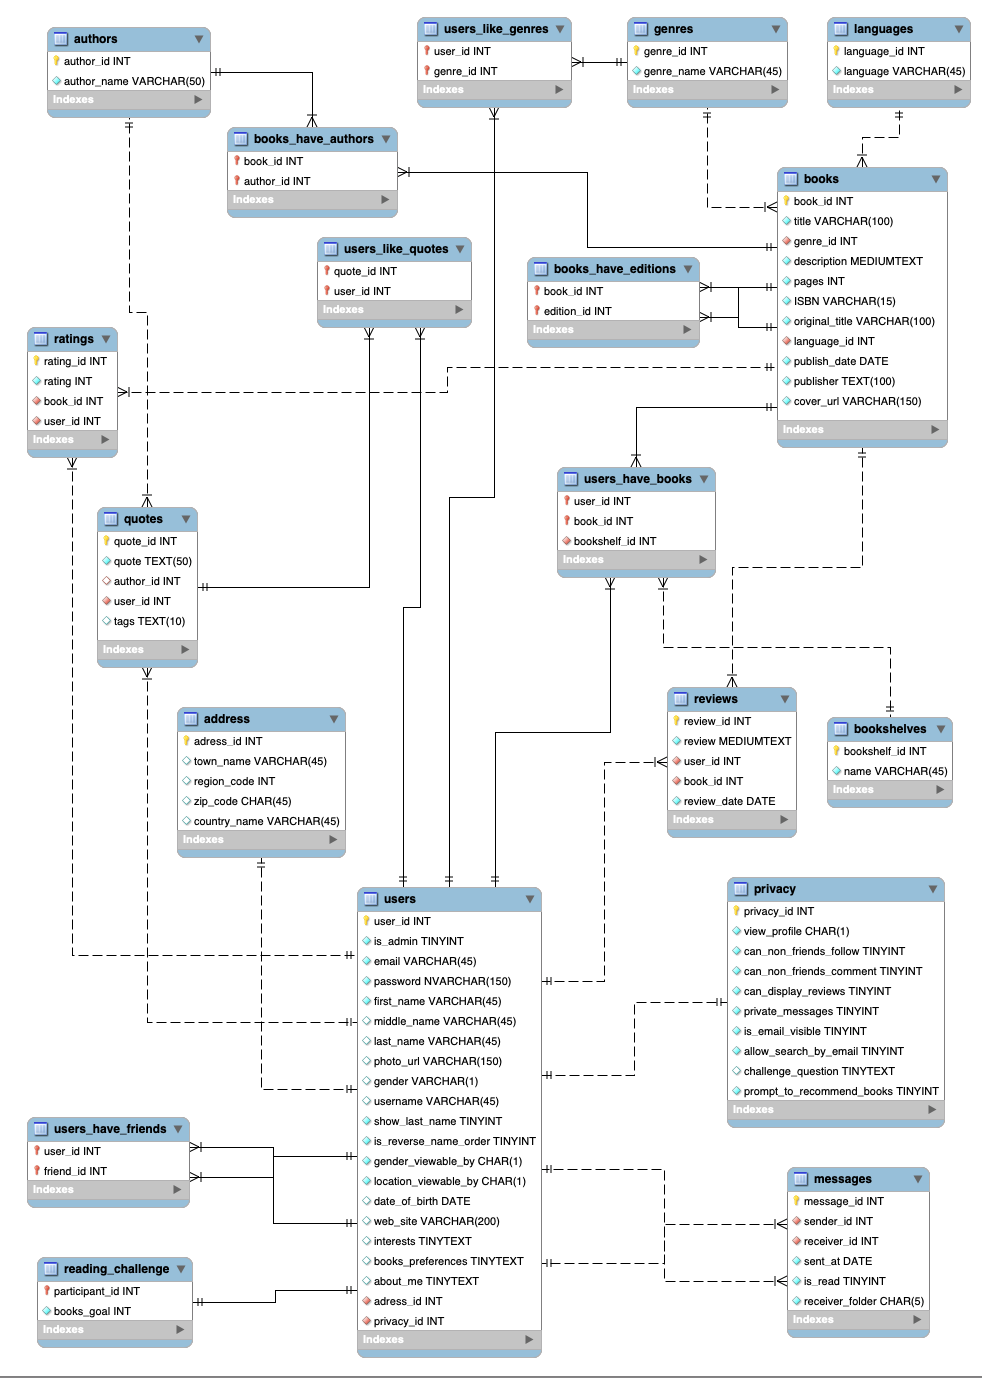 authors
author_id INT
author_name VARCHAR(50)
Indexes
users_like_genres
user_id INT
genre_id INT
Indexes
genres
genre_id INT
genre_name VARCHAR(45)
Indexes
languages
language_id INT
language VARCHAR(45)
Indexes
books_have_authors
book_id INT
author_id INT
Indexes
books
book_id INT
title VARCHAR(100)
genre_id INT
description MEDIUMTEXT
pages INT
ISBN VARCHAR(15)
original_title VARCHAR(100)
language_id INT
publish_date DATE
publisher TEXT(100)
cover_url VARCHAR(150)
Indexes
users_like_quotes
quote_id INT
user_id INT
Indexes
books_have_editions
book_id INT
edition_id INT
Indexes
ratings
rating_id INT
rating INT
book_id INT
user_id INT
Indexes
users_have_books
user_id INT
book_id INT
bookshelf_id INT
Indexes
quotes
quote_id INT
quote TEXT(50)
author_id INT
user_id INT
tags TEXT(10)
Indexes
reviews
review_id INT
review MEDIUMTEXT
user_id INT
book_id INT
review_date DATE
Indexes
bookshelves
bookshelf_id INT
name VARCHAR(45)
Indexes
address
adress_id INT
town_name VARCHAR(45)
region_code INT
zip_code CHAR(45)
country_name VARCHAR(45)
Indexes
users
user_id INT
is_admin TINYINT
email VARCHAR(45)
password NVARCHAR(150)
first_name VARCHAR(45)
middle_name VARCHAR(45)
last_name VARCHAR(45)
photo_url VARCHAR(150)
gender VARCHAR(1)
username VARCHAR(45)
show_last_name TINYINT
is_reverse_name_order TINYINT
gender_viewable_by CHAR(1)
location_viewable_by CHAR(1)
date_of_birth DATE
web_site VARCHAR(200)
interests TINYTEXT
books_preferences TINYTEXT
about_me TINYTEXT
adress_id INT
privacy_id INT
Indexes
privacy
privacy_id INT
view_profile CHAR(1)
can_non_friends_follow TINYINT
can_non_friends_comment TINYINT
can_display_reviews TINYINT
private_messages TINYINT
is_email_visible TINYINT
allow_search_by_email TINYINT
challenge_question TINYTEXT
prompt_to_recommend_books TINYINT
Indexes
users_have_friends
user_id INT
friend_id INT
Indexes
messages
message_id INT
sender_id INT
receiver_id INT
sent_at DATE
is_read TINYINT
receiver_folder CHAR(5)
Indexes
reading_challenge
participant_id INT
books_goal INT
Indexes